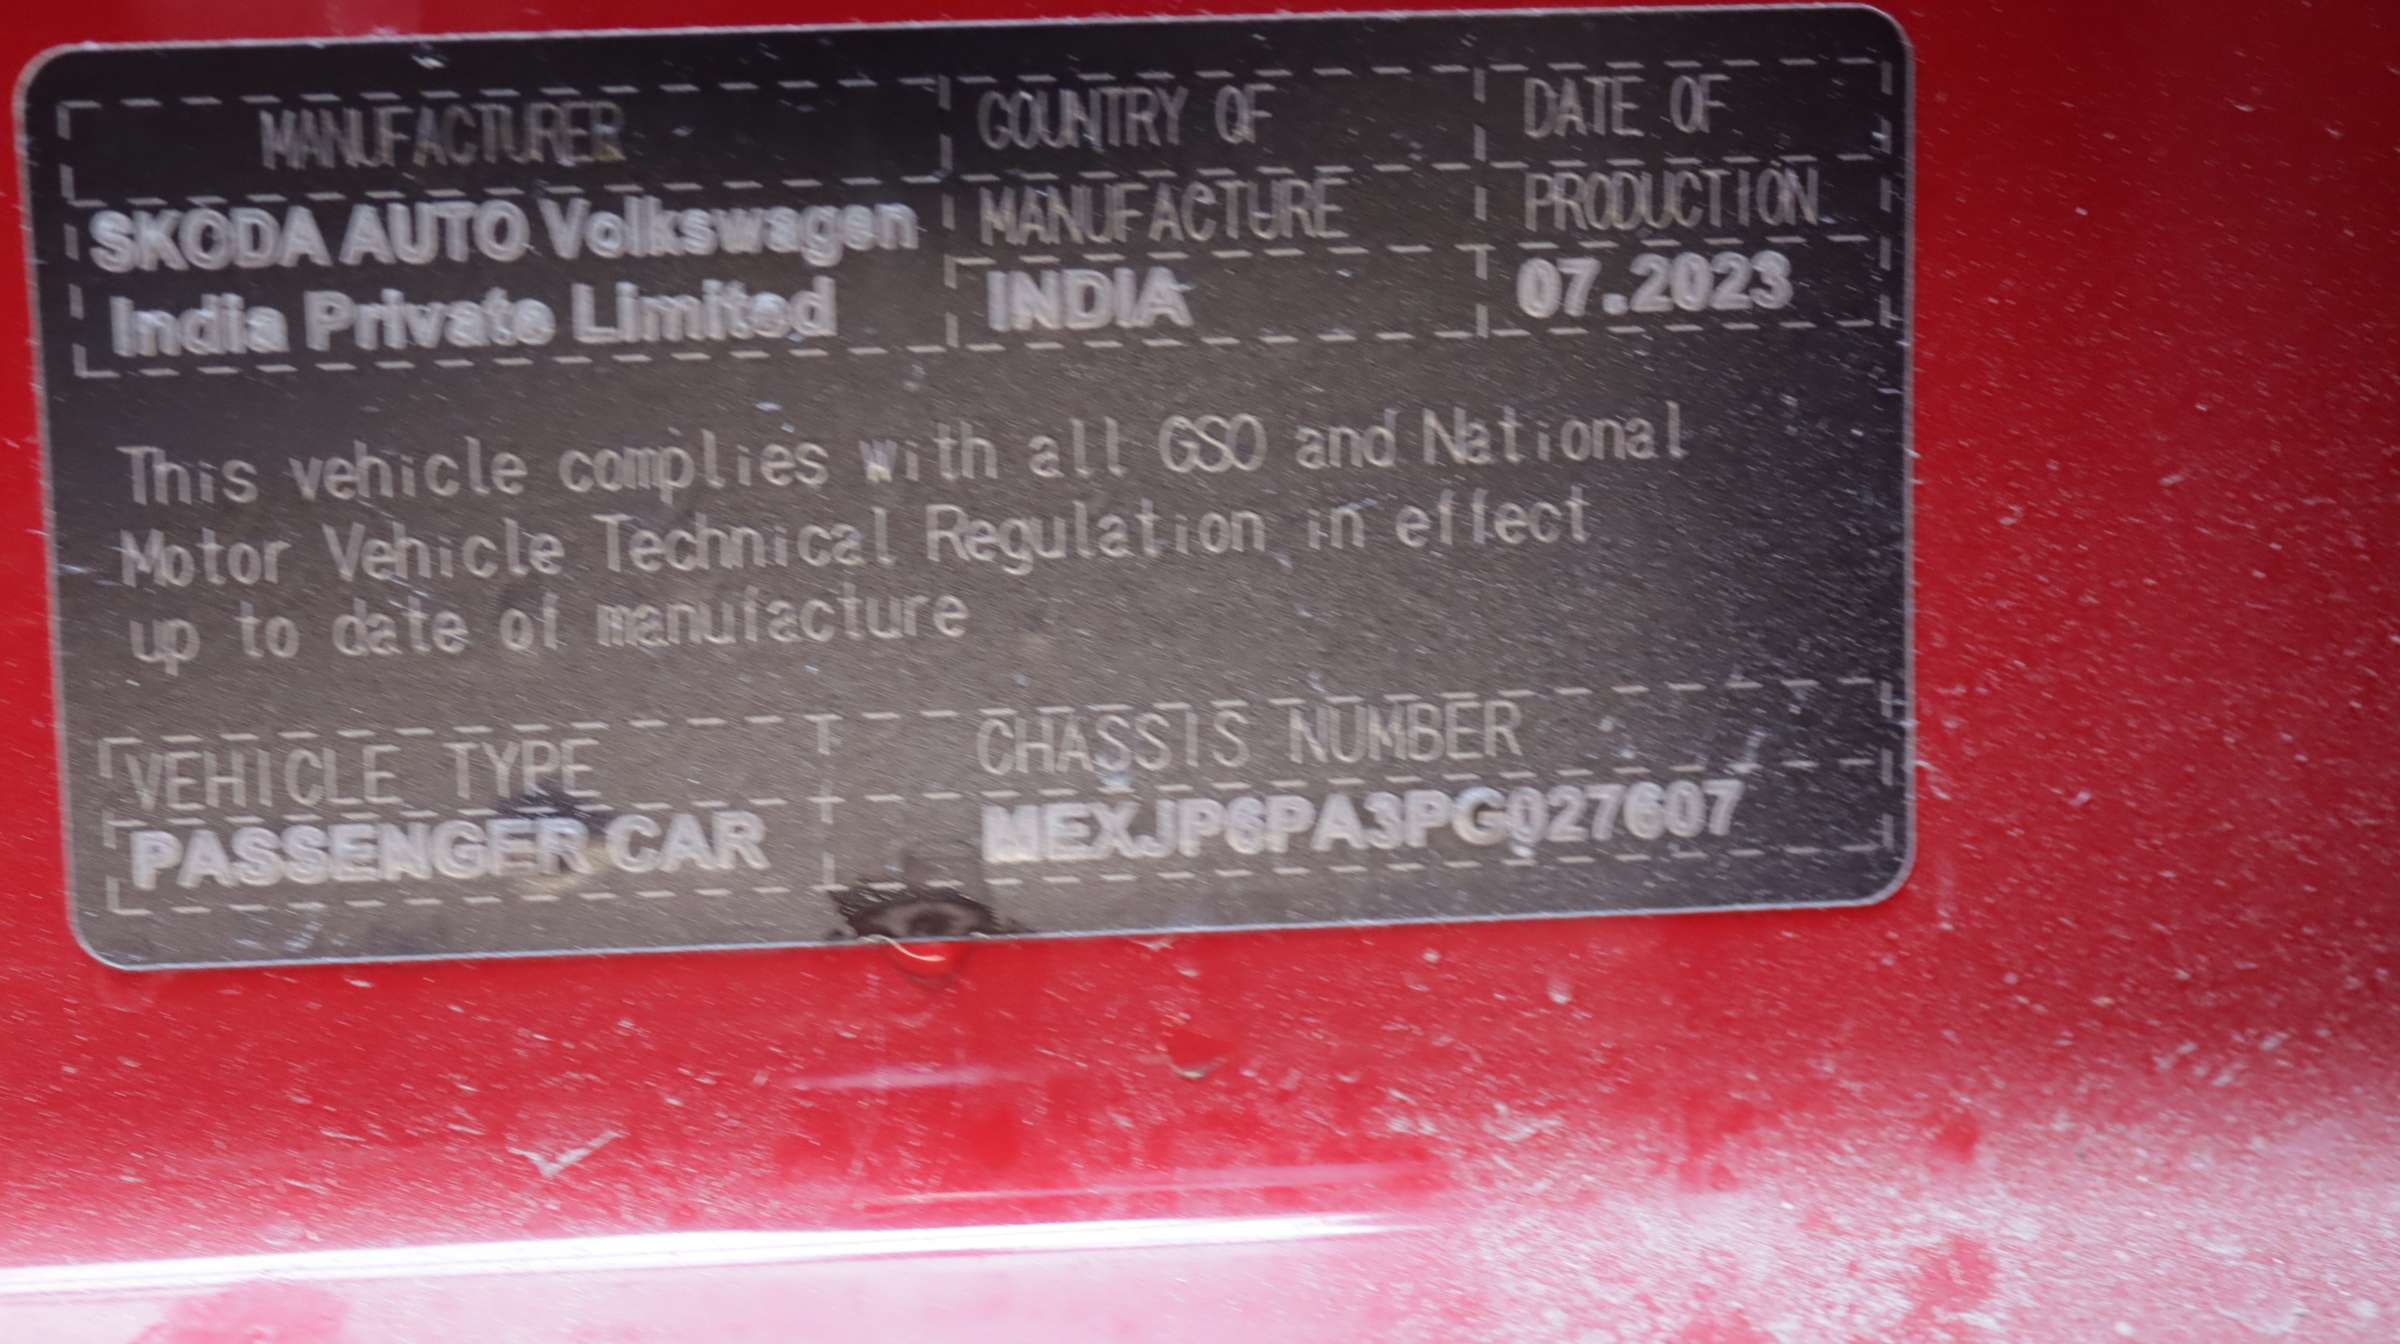 MANUFACTURER
SKODA AUTO Volkswagen
India Private Limited
COUNTRY OF
MANUFACTURE
INDIA
DATE OF
PRODUCTION
07.2023
This vehicle complies with all GSO and National
Motor Vehicle Technical Regulation in effect
up to date of manufacture
VEHICLE TYPE
PASSENGER CAR
CHASSIS NUMBER
MEXJP6PA3PG027607